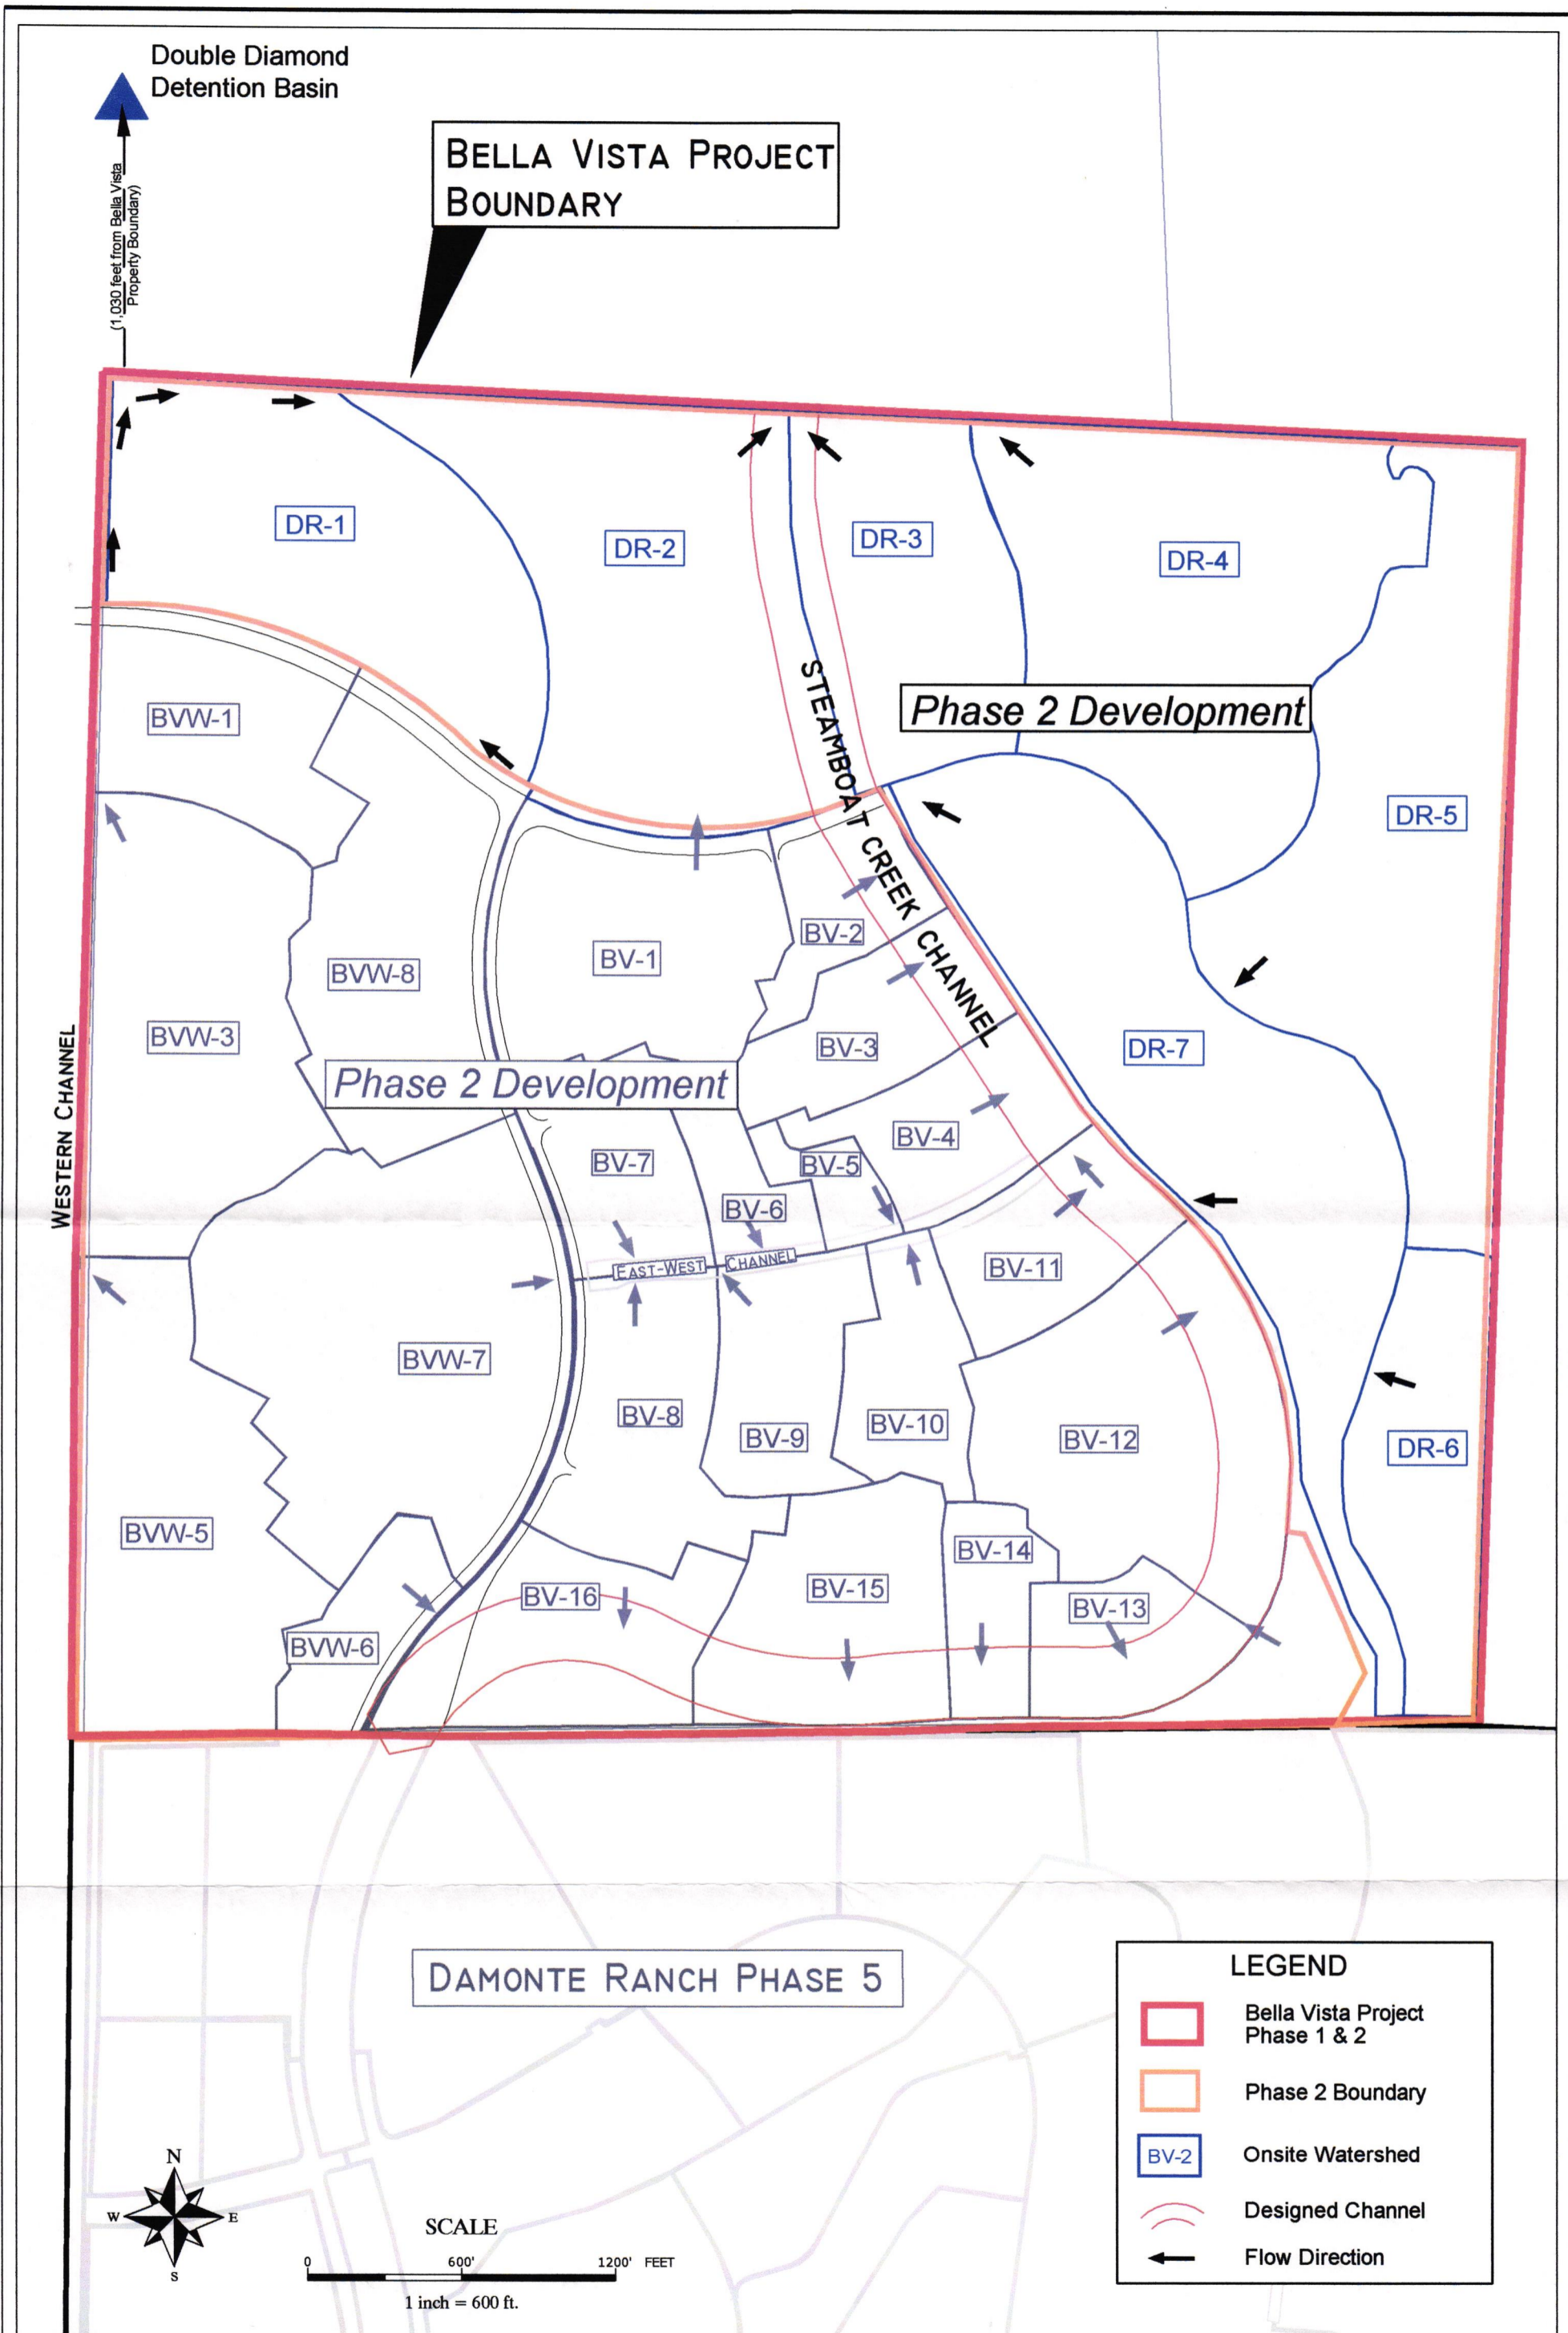 Double Diamond
Detention Basin
(1,030 feet from Bella Vista
Property Boundary)
BELLA VISTA PROJECT
BOUNDARY
DR-1
DR-2
DR-3
DR-4
STEAMBOAT CREEK CHANNEL
Phase 2 Development
BVW-1
DR-5
BV-2
BV-1
BVW-8
BVW-3
BV-3
DR-7
WESTERN CHANNEL
Phase 2 Development
BV-4
BV-7
BV-5
BV-6
EAST-WEST CHANNEL
BV-11
BVW-7
BV-8
BV-9
BV-10
BV-12
DR-6
BVW-5
BV-14
BV-16
BV-15
BV-13
BVW-6
DAMONTE RANCH PHASE 5
LEGEND
Bella Vista Project
Phase 1 & 2
Phase 2 Boundary
BV-2 Onsite Watershed
Designed Channel
Flow Direction
N
W E
S
SCALE
0 600' 1200' FEET
1 inch = 600 ft.